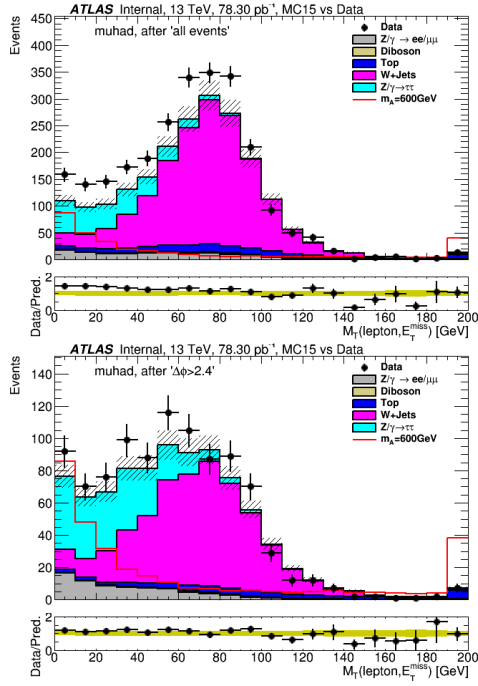 ATLAS Internal, 13 TeV, 78.30 pb⁻¹, MC15 vs Data
Events
450
400
350
300
250
200
150
100
50
0
muhad, after 'all events'
Data
Z/γ → ee/μμ
Diboson
Top
W+Jets
Z/γ→ττ
m_A=600GeV
Data/Pred.
2
1
0
0 20 40 60 80 100 120 140 160 180 200
M_T(lepton,E_T^miss) [GeV]
ATLAS Internal, 13 TeV, 78.30 pb⁻¹, MC15 vs Data
Events
140
120
100
80
60
40
20
0
muhad, after 'Δϕ>2.4'
Data
Z/γ → ee/μμ
Diboson
Top
W+Jets
Z/γ→ττ
m_A=600GeV
Data/Pred.
2
1
0
0 20 40 60 80 100 120 140 160 180 200
M_T(lepton,E_T^miss) [GeV]